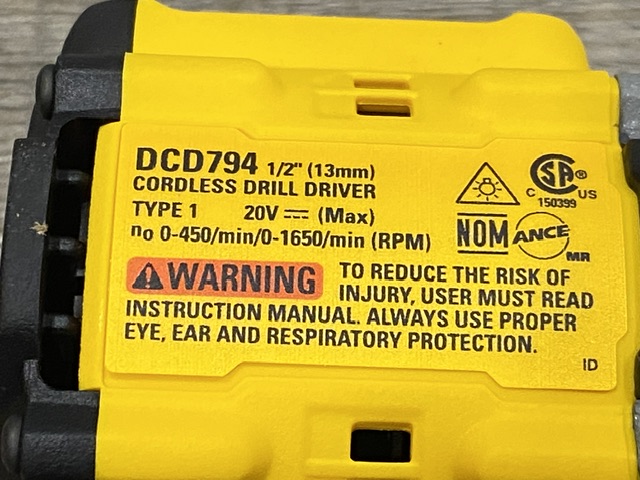 DCD794 1/2" (13mm)
CORDLESS DRILL DRIVER
TYPE 1 20V ⎓ (Max)
no 0-450/min/0-1650/min (RPM)
CSA®
C US
150399
NOM ANCE
MR
⚠WARNING TO REDUCE THE RISK OF
INJURY, USER MUST READ
INSTRUCTION MANUAL. ALWAYS USE PROPER
EYE, EAR AND RESPIRATORY PROTECTION.
ID